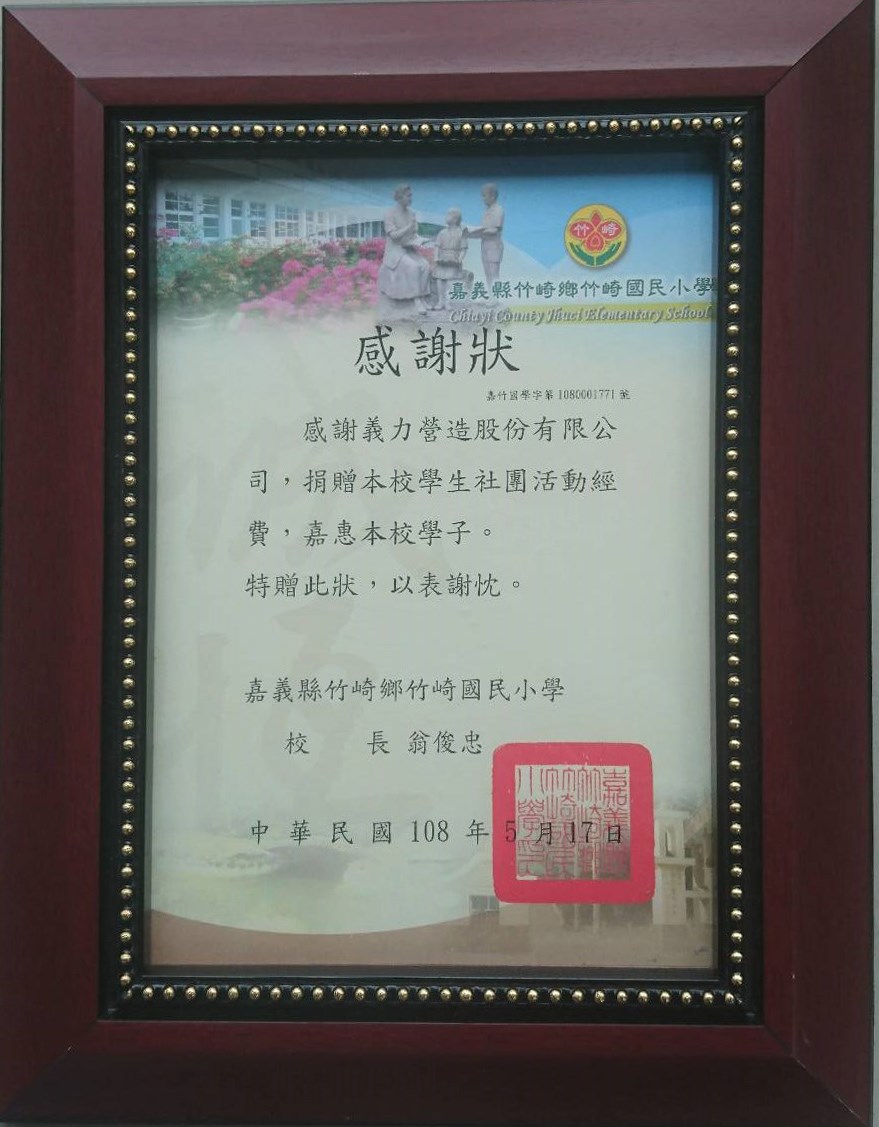 竹崎
嘉義縣竹崎鄉竹崎國民小學
Chiayi County Jhuci Elementary School
感謝狀
嘉竹國學字第1080001771號
感謝義力營造股份有限公
司，捐贈本校學生社團活動經
費，嘉惠本校學子。
特贈此狀，以表謝忱。
嘉義縣竹崎鄉竹崎國民小學
校 長 翁俊忠
中華民國108年5月17日